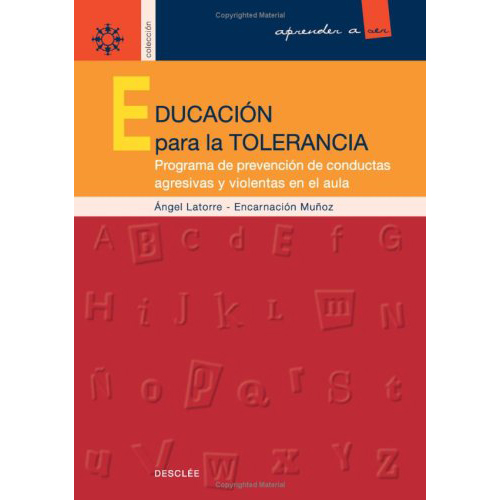 Copyrighted Material
colección
aprender a ser
EDUCACIÓN
para la TOLERANCIA
Programa de prevención de conductas
agresivas y violentas en el aula
Ángel Latorre - Encarnación Muñoz
A B C d E f G
H i J k L m N
Ñ o P Q r S t
u V w X Y Z
DESCLÉE
Copyrighted Material